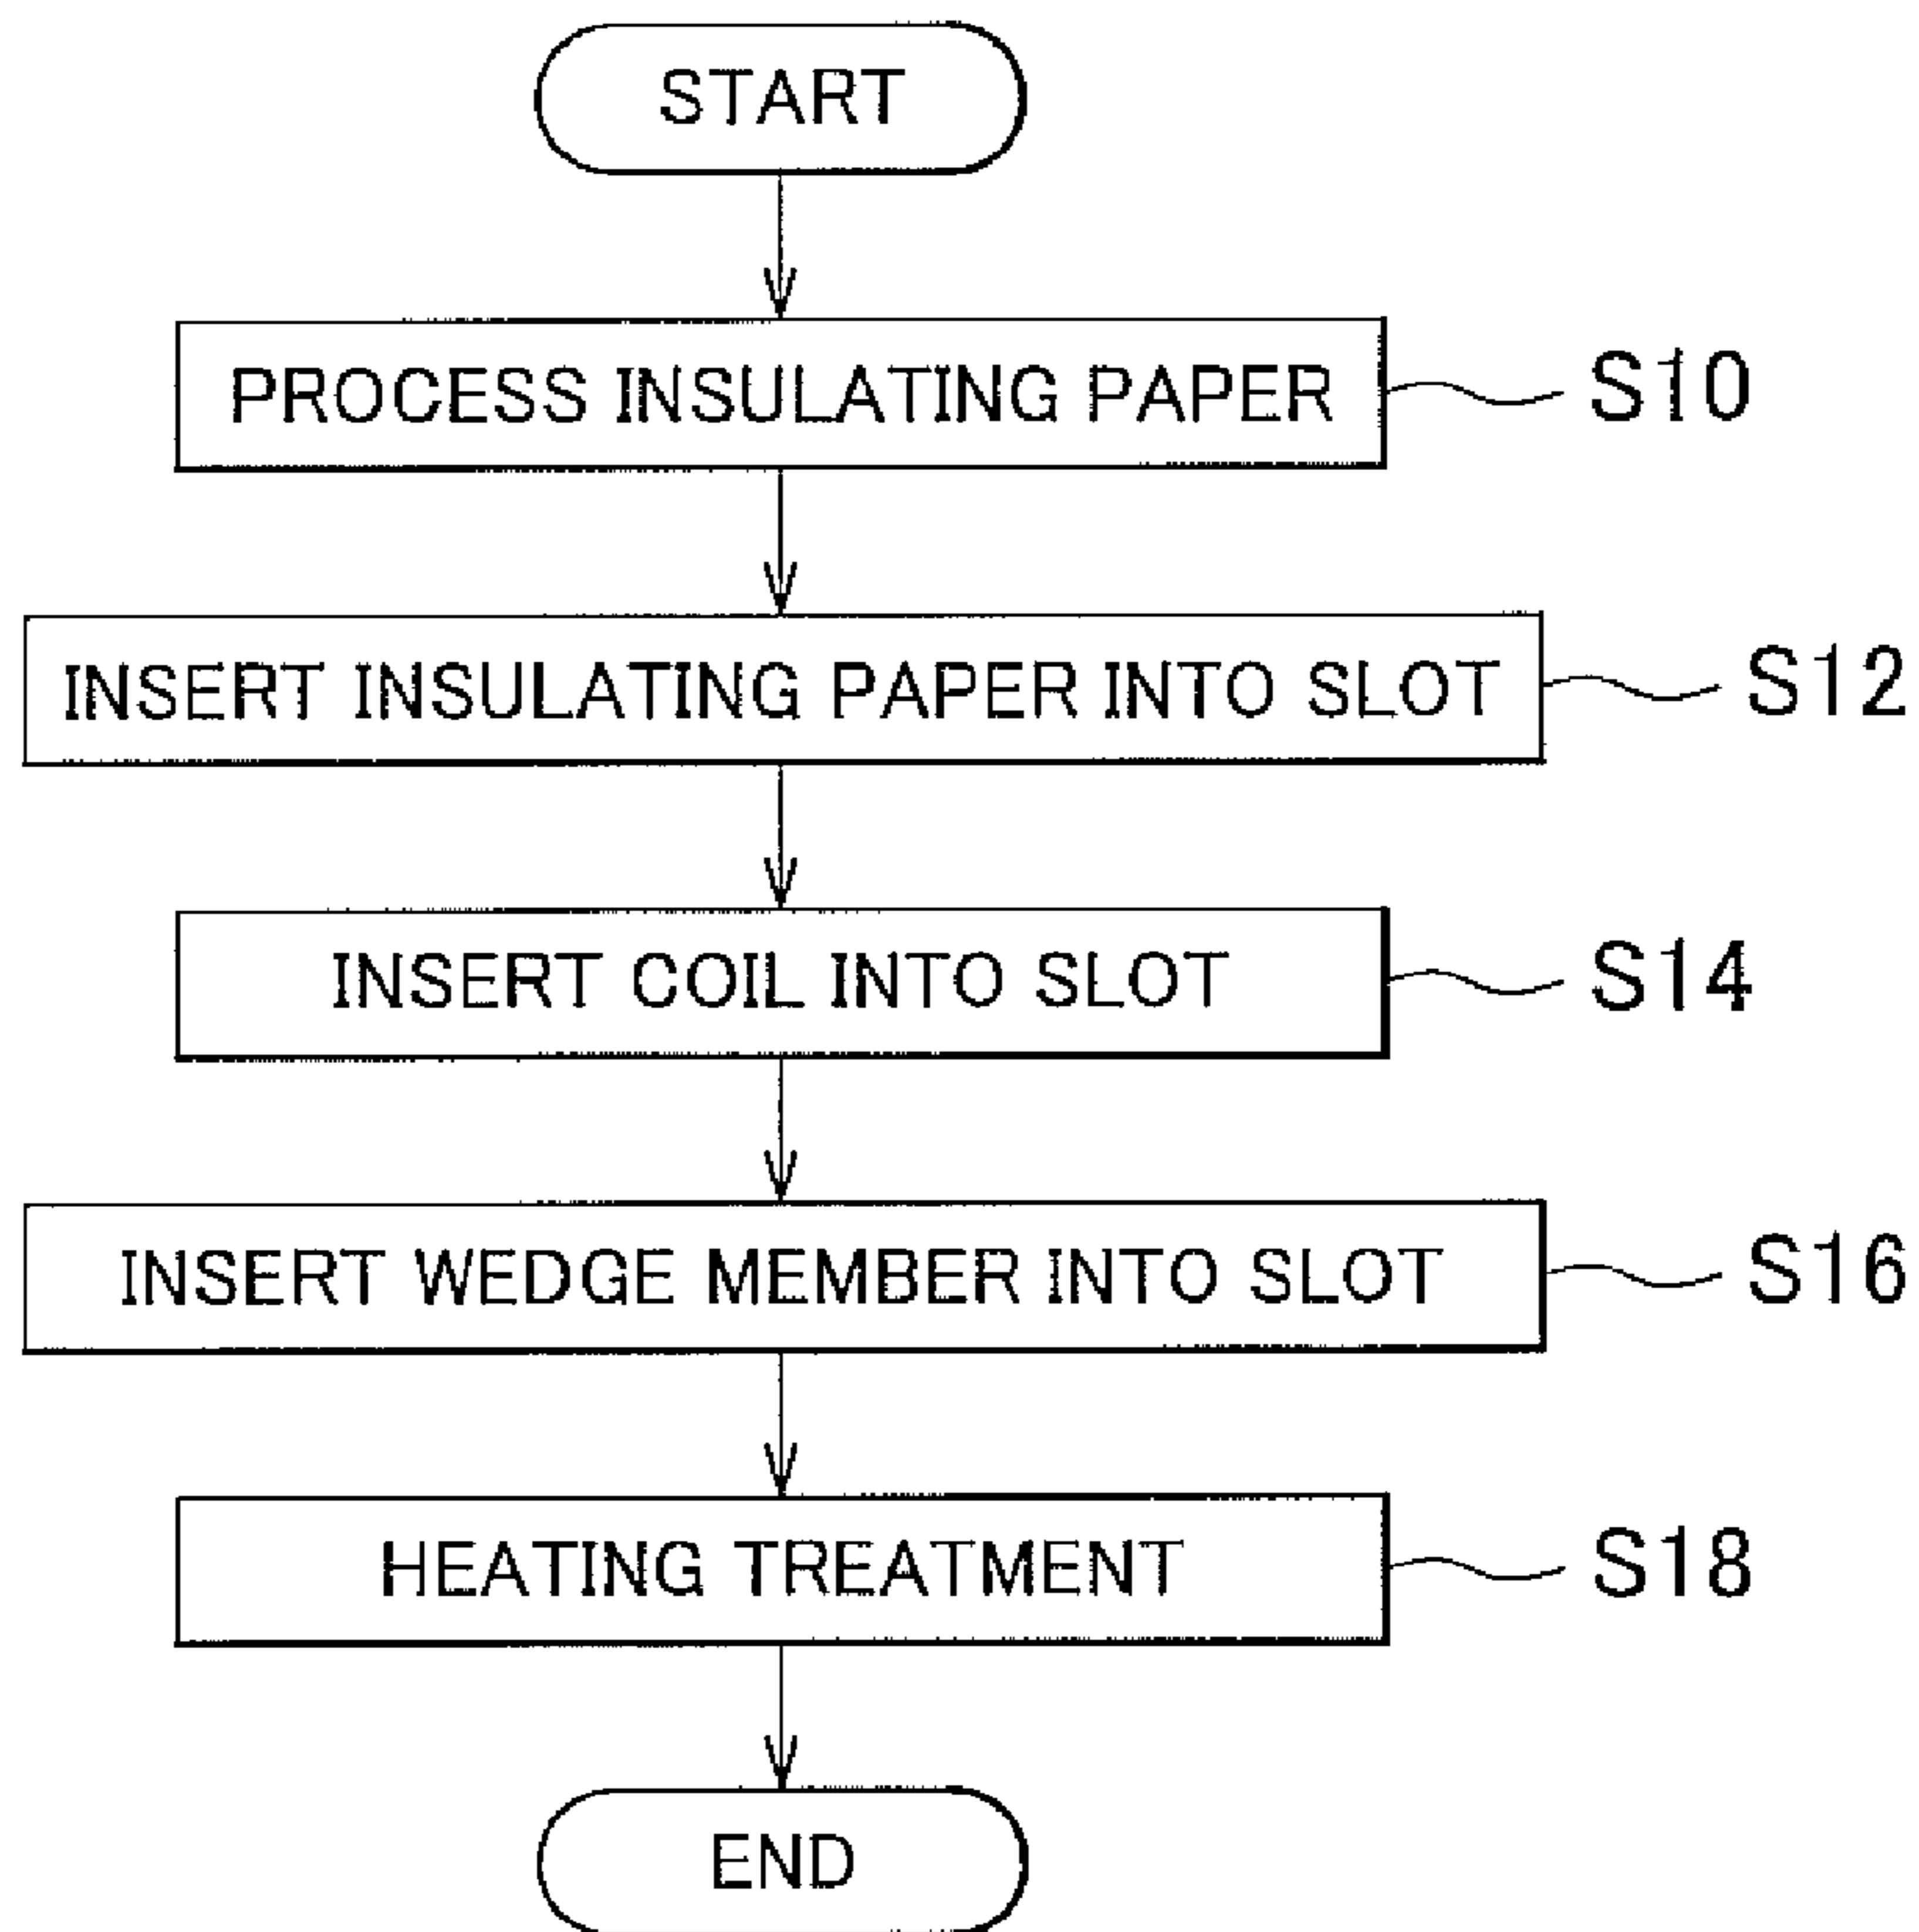 START
PROCESS INSULATING PAPER S10
INSERT INSULATING PAPER INTO SLOT S12
INSERT COIL INTO SLOT S14
INSERT WEDGE MEMBER INTO SLOT S16
HEATING TREATMENT S18
END